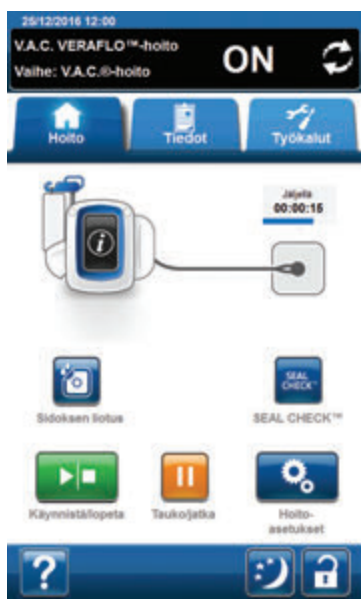 25/12/2016 12:00
V.A.C. VERAFLO™-hoito
Vaihe: V.A.C.®-hoito
ON
Hoito
Tiedot
Työkalut
Jäljellä
00:00:15
SEAL
CHECK™
Sidoksen liotus
SEAL CHECK™
Käynnistä/lopeta
Tauko/jatka
Hoito-
asetukset
?